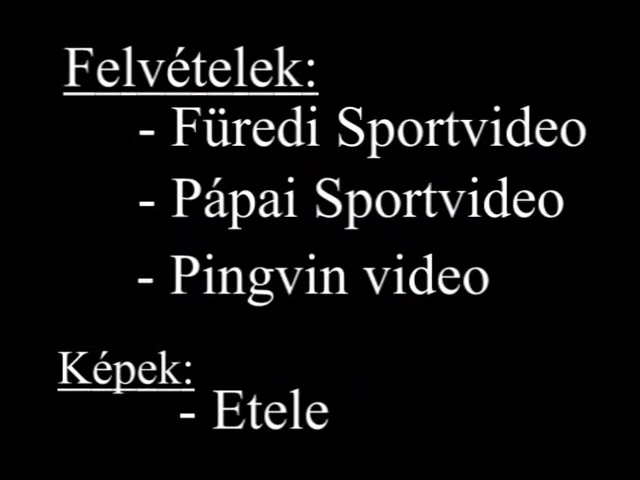 Felvételek:
- Füredi Sportvideo
- Pápai Sportvideo
- Pingvin video
Képek:
- Etele